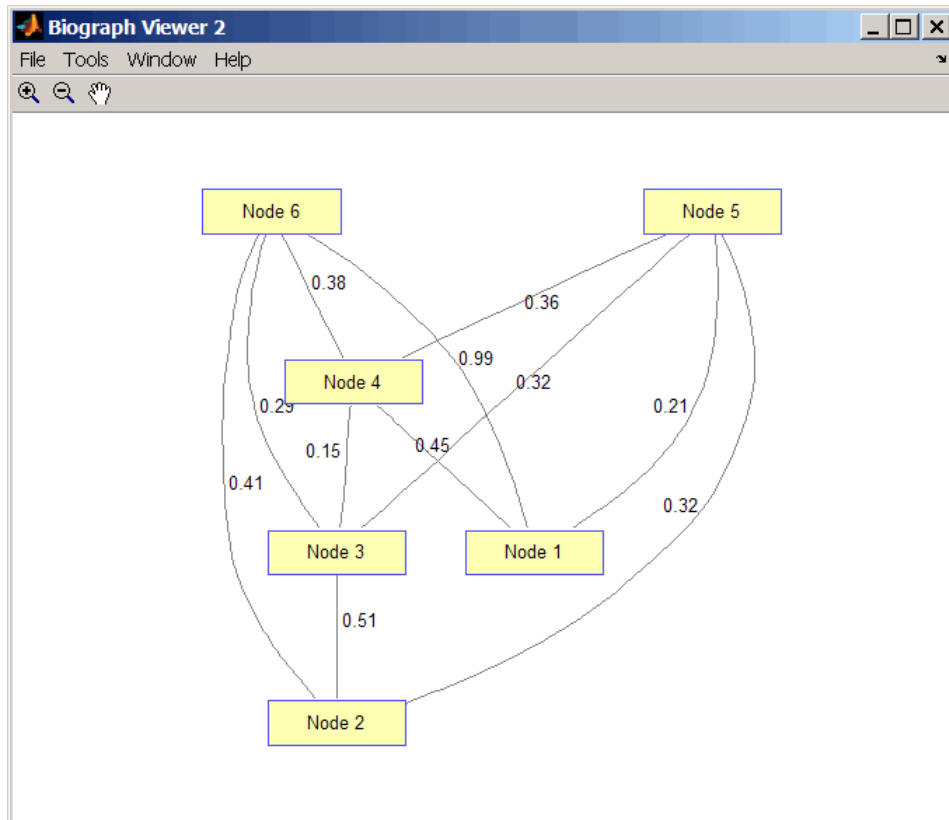 Biograph Viewer 2
File Tools Window Help
Node 6 Node 5
0.38
0.36
0.99
Node 4 0.32
0.29 0.21
0.45
0.15
0.41
0.32
Node 3 Node 1
0.51
Node 2